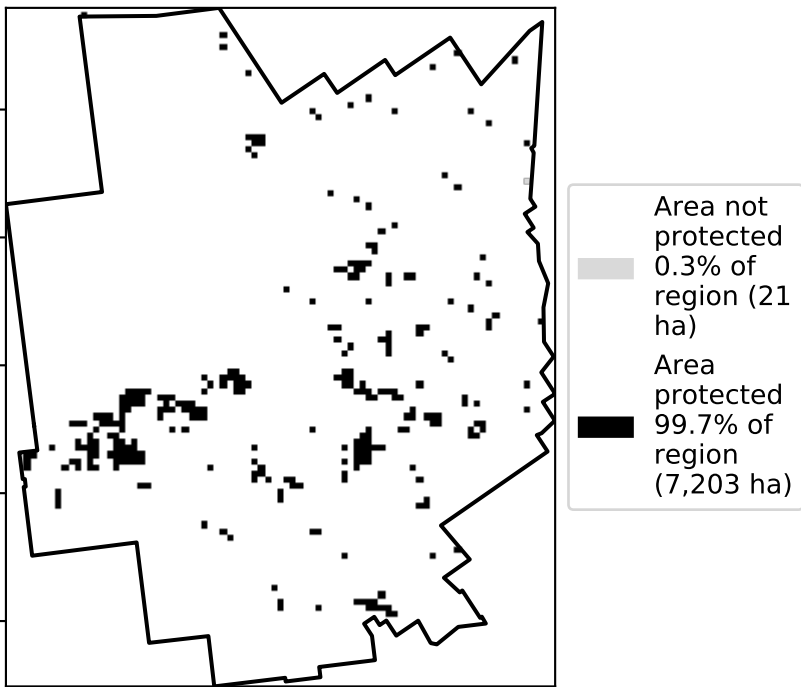 Area not
protected
0.3% of
region (21
ha)
Area
protected
99.7% of
region
(7,203 ha)